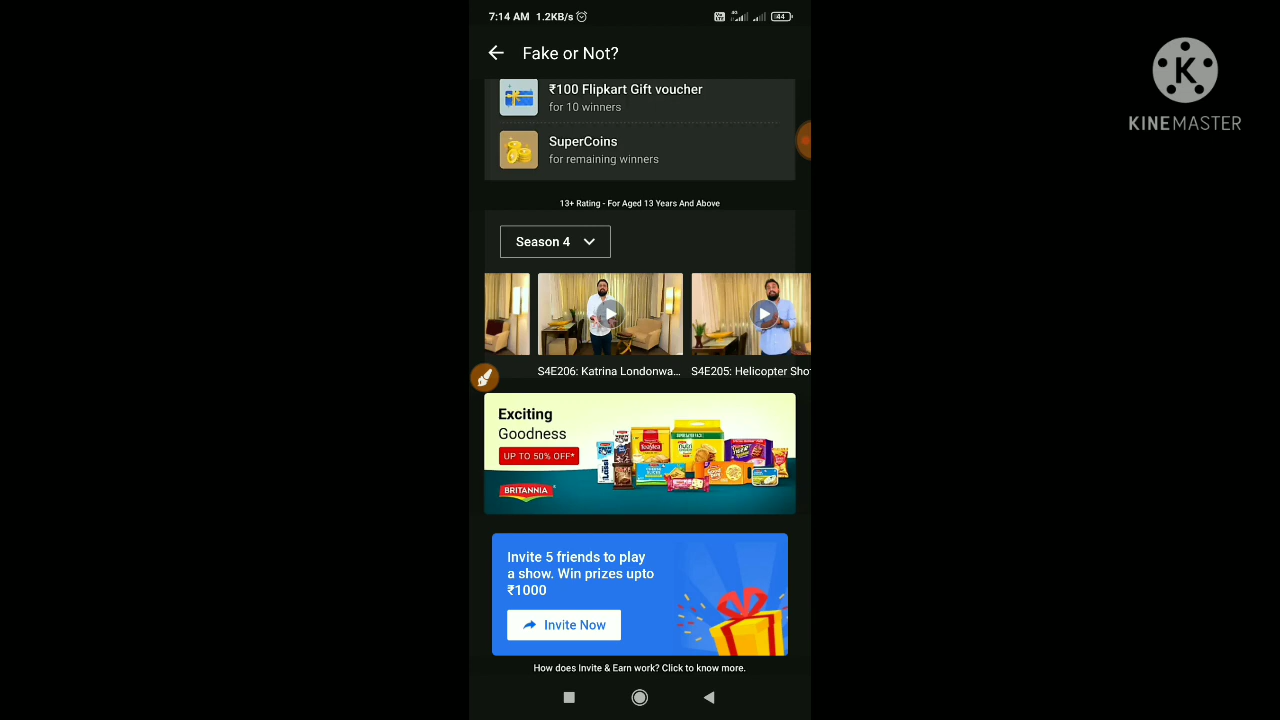 7:14 AM 1.2KB/s
44
Fake or Not?
K
KINEMASTER
₹100 Flipkart Gift voucher
for 10 winners
SuperCoins
for remaining winners
13+ Rating - For Aged 13 Years And Above
Season 4
S4E206: Katrina Londonwa...
S4E205: Helicopter Sho
Exciting
Goodness
UP TO 50% OFF*
BRITANNIA
Invite 5 friends to play
a show. Win prizes upto
₹1000
Invite Now
How does Invite & Earn work? Click to know more.